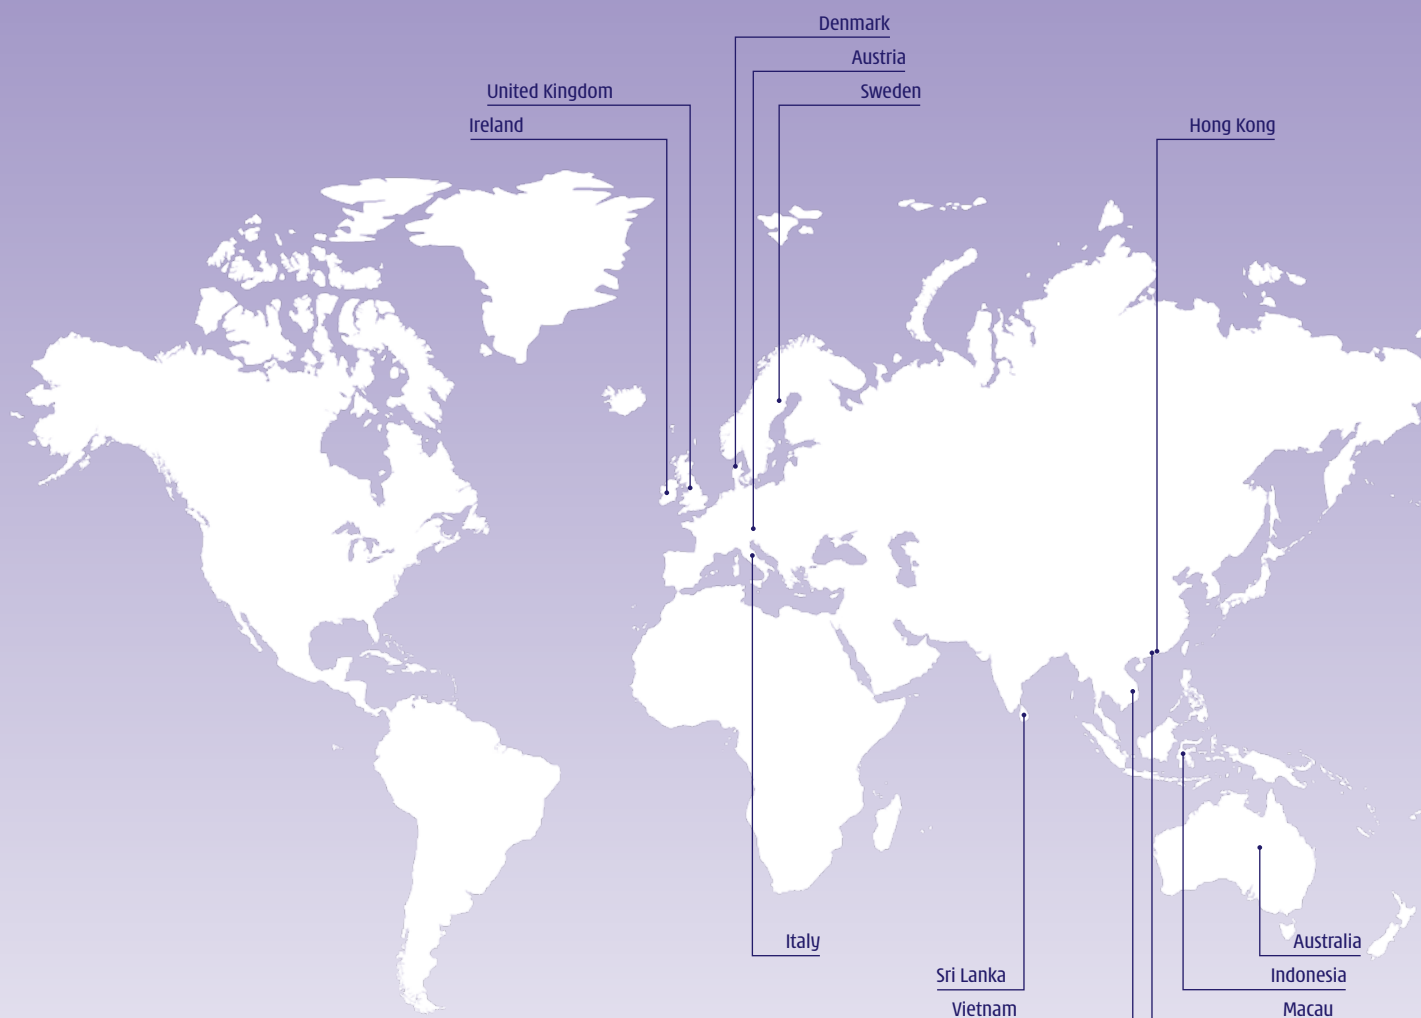 Denmark
Austria
United Kingdom
Sweden
Ireland
Hong Kong
Italy
Australia
Sri Lanka
Indonesia
Vietnam
Macau